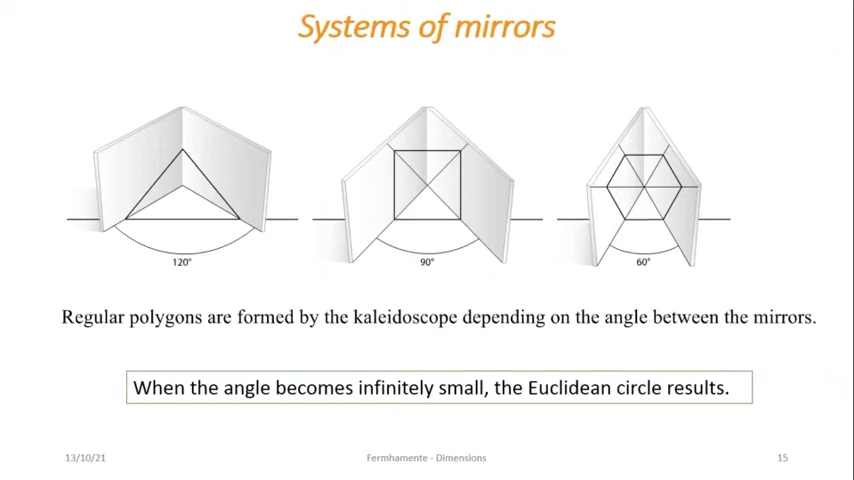 Systems of mirrors
120°
90°
60°
Regular polygons are formed by the kaleidoscope depending on the angle between the mirrors.
When the angle becomes infinitely small, the Euclidean circle results.
13/10/21
Fermhamente - Dimensions
15